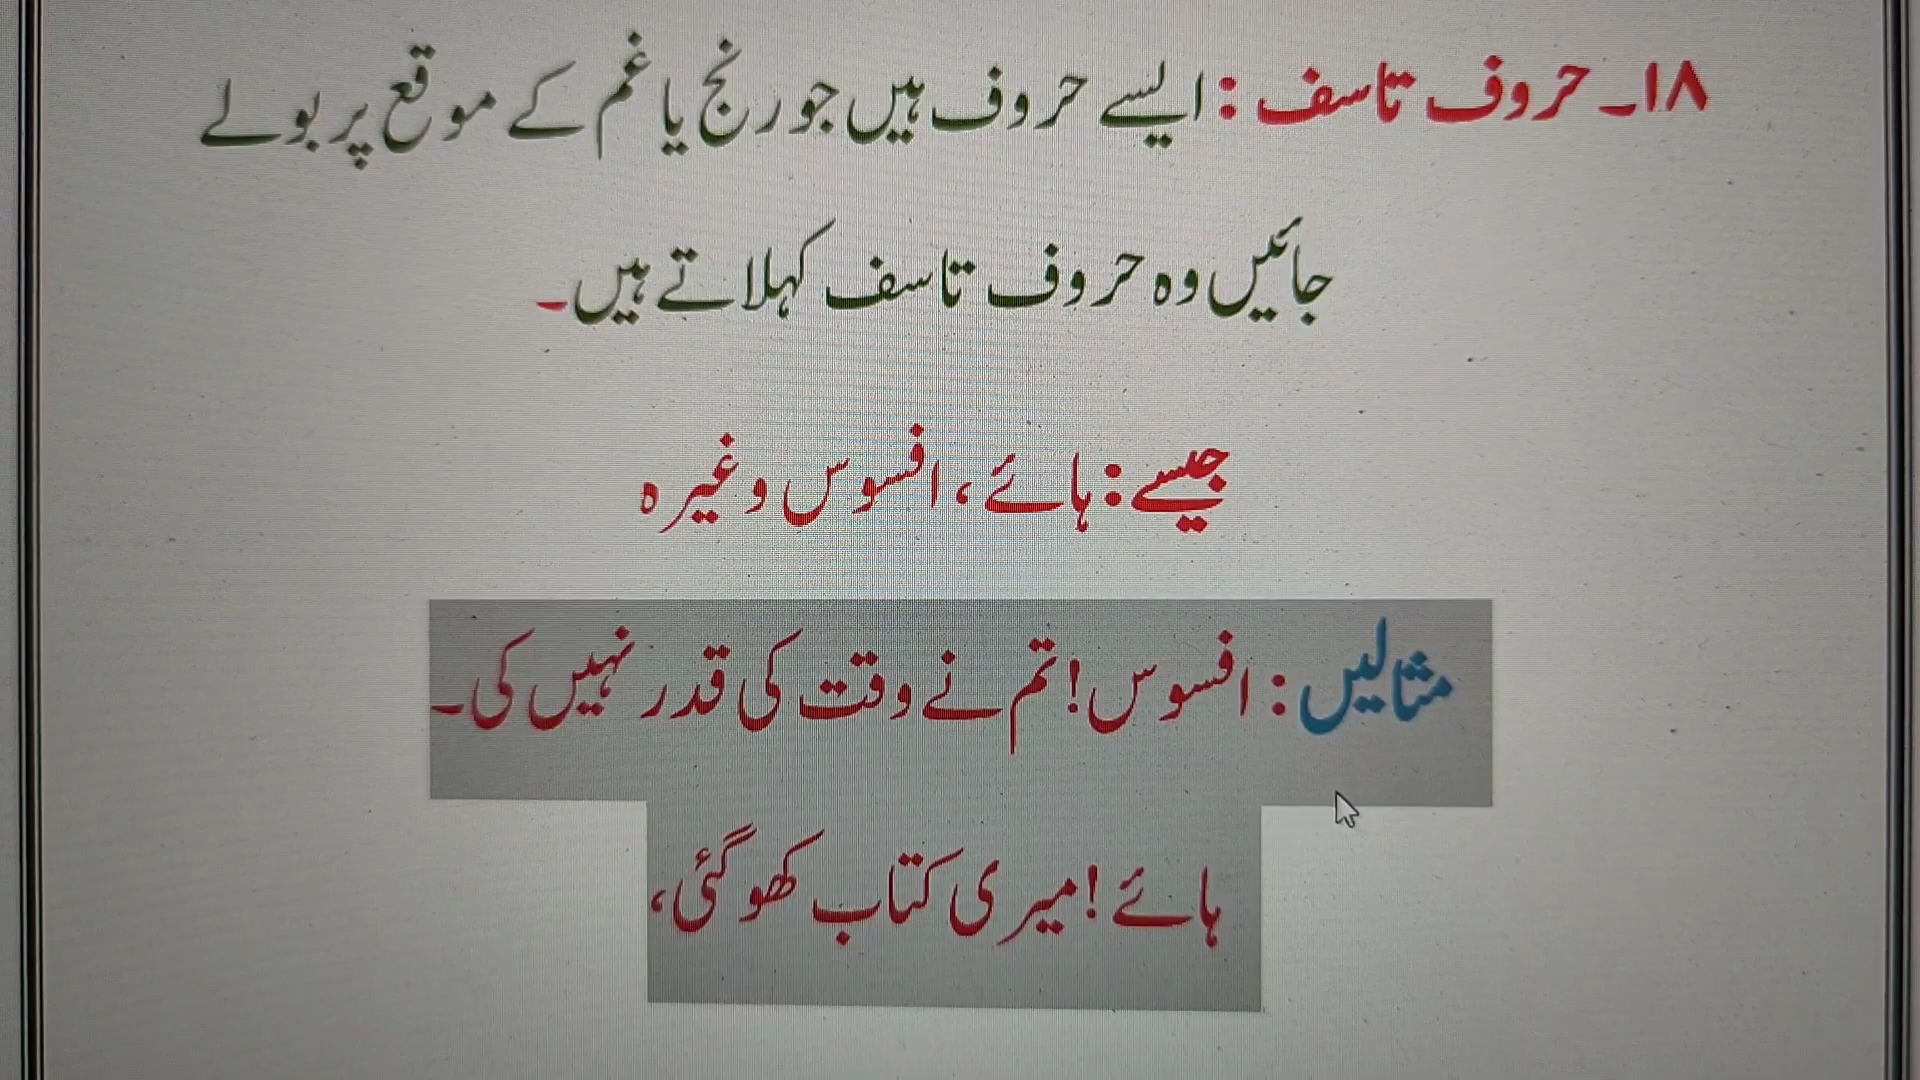 ۱۸۔ حروف تاسف : ایسے حروف ہیں جو رنج یا غم کے موقع پر بولے
جائیں وہ حروف تاسف کہلاتے ہیں۔
جیسے : ہائے ، افسوس وغیرہ
مثالیں : افسوس ! تم نے وقت کی قدر نہیں کی۔
ہائے ! میری کتاب کھو گئی،